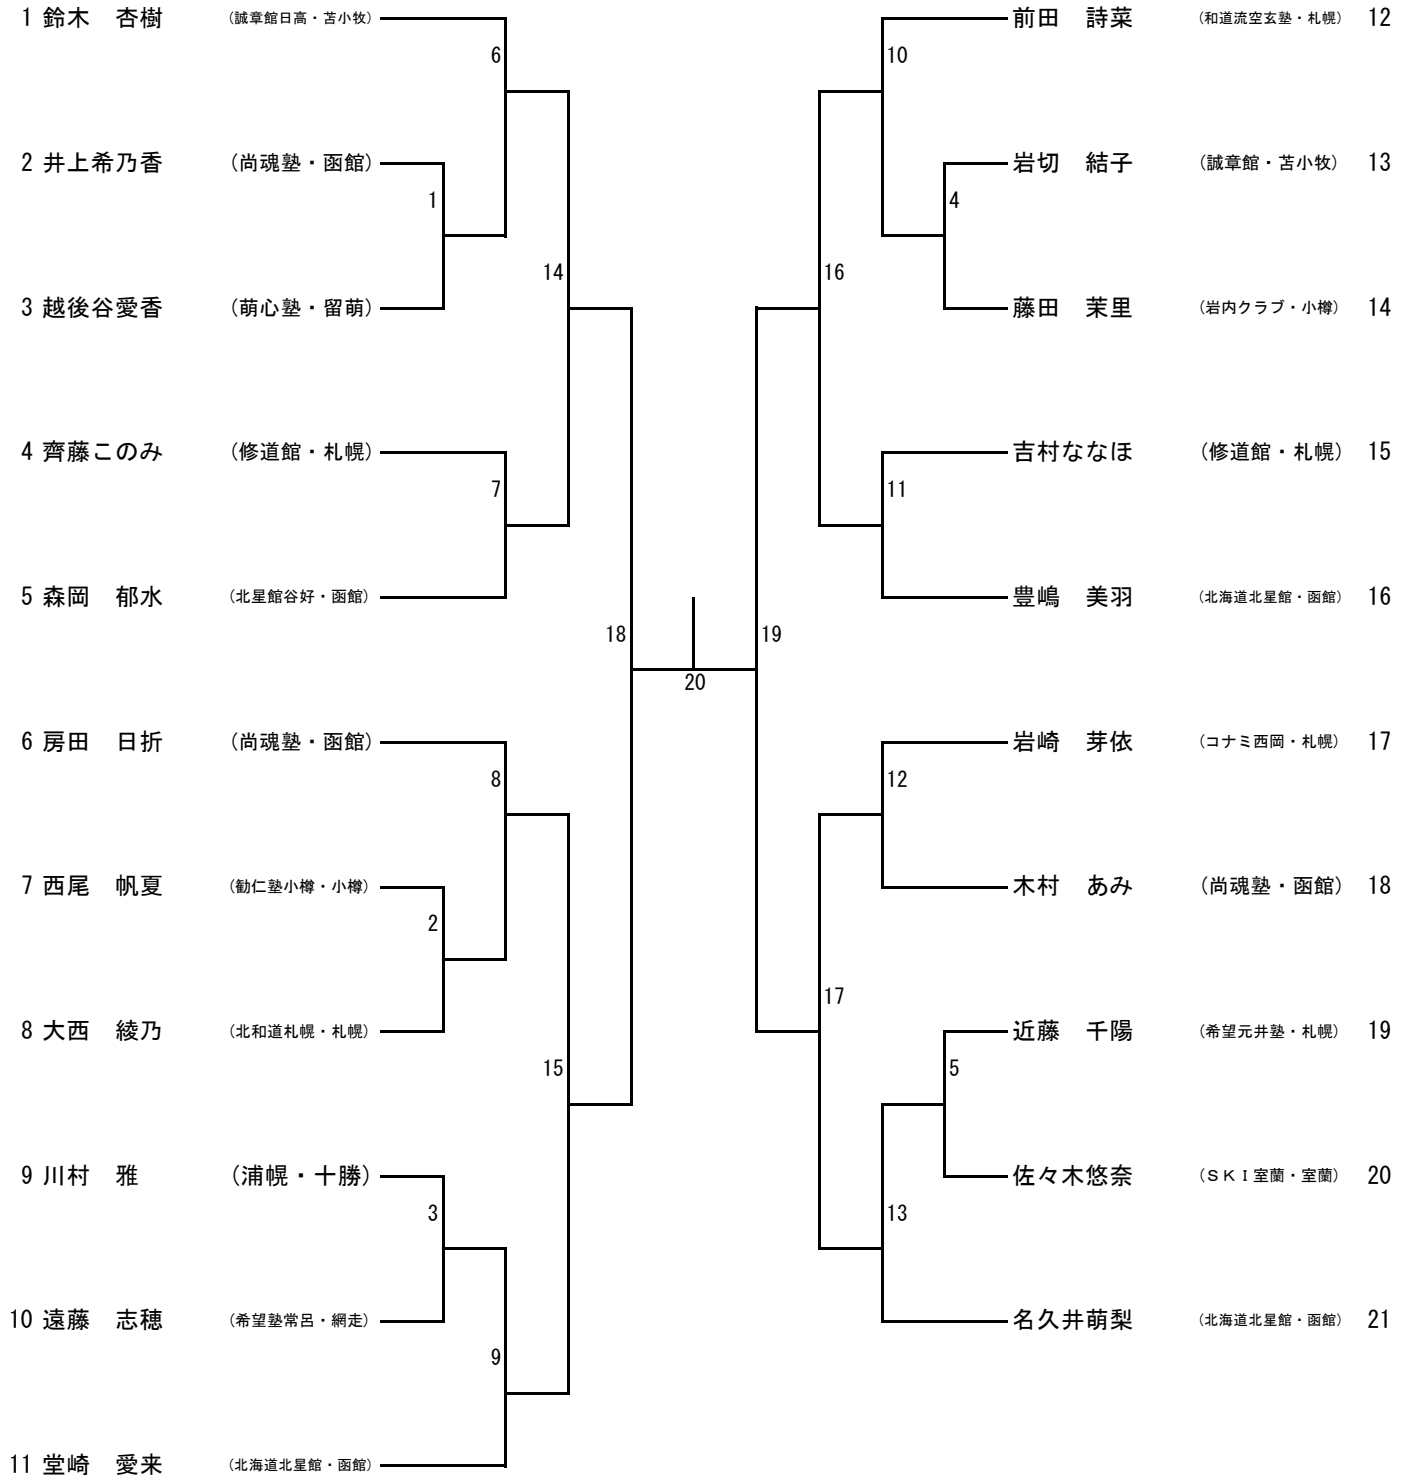 1 鈴木　杏樹 （誠章館日高・苫小牧）
6
2 井上希乃香 （尚魂塾・函館）
1
14
3 越後谷愛香 （萌心塾・留萌）
4 齊藤このみ （修道館・札幌）
7
5 森岡　郁水 （北星館谷好・函館）
18
6 房田　日折 （尚魂塾・函館）
8
7 西尾　帆夏 （勧仁塾小樽・小樽）
2
8 大西　綾乃 （北和道札幌・札幌）
15
9 川村　雅 （浦幌・十勝）
3
10 遠藤　志穂 （希望塾常呂・網走）
9
11 堂崎　愛来 （北海道北星館・函館）
20
前田　詩菜 （和道流空玄塾・札幌） 12
10
岩切　結子 （誠章館・苫小牧） 13
4
16
藤田　茉里 （岩内クラブ・小樽） 14
吉村ななほ （修道館・札幌） 15
11
豊嶋　美羽 （北海道北星館・函館） 16
19
岩崎　芽依 （コナミ西岡・札幌） 17
12
木村　あみ （尚魂塾・函館） 18
17
近藤　千陽 （希望元井塾・札幌） 19
5
佐々木悠奈 （ＳＫＩ室蘭・室蘭） 20
13
名久井萌梨 （北海道北星館・函館） 21